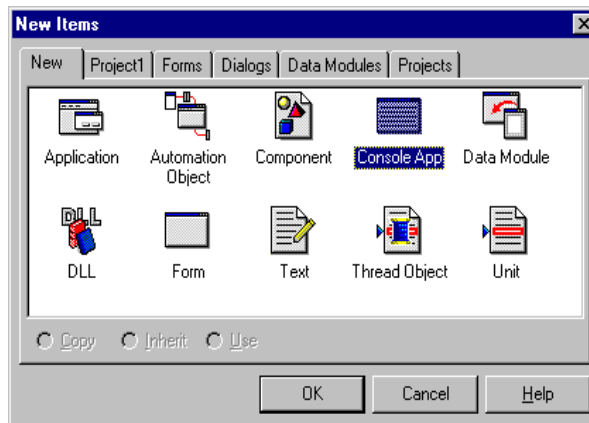 New Items
New Project1 Forms Dialogs Data Modules Projects
Application Automation Object Component Console App Data Module
DLL
DLL Form Text Thread Object Unit
Copy Inherit Use
OK Cancel Help